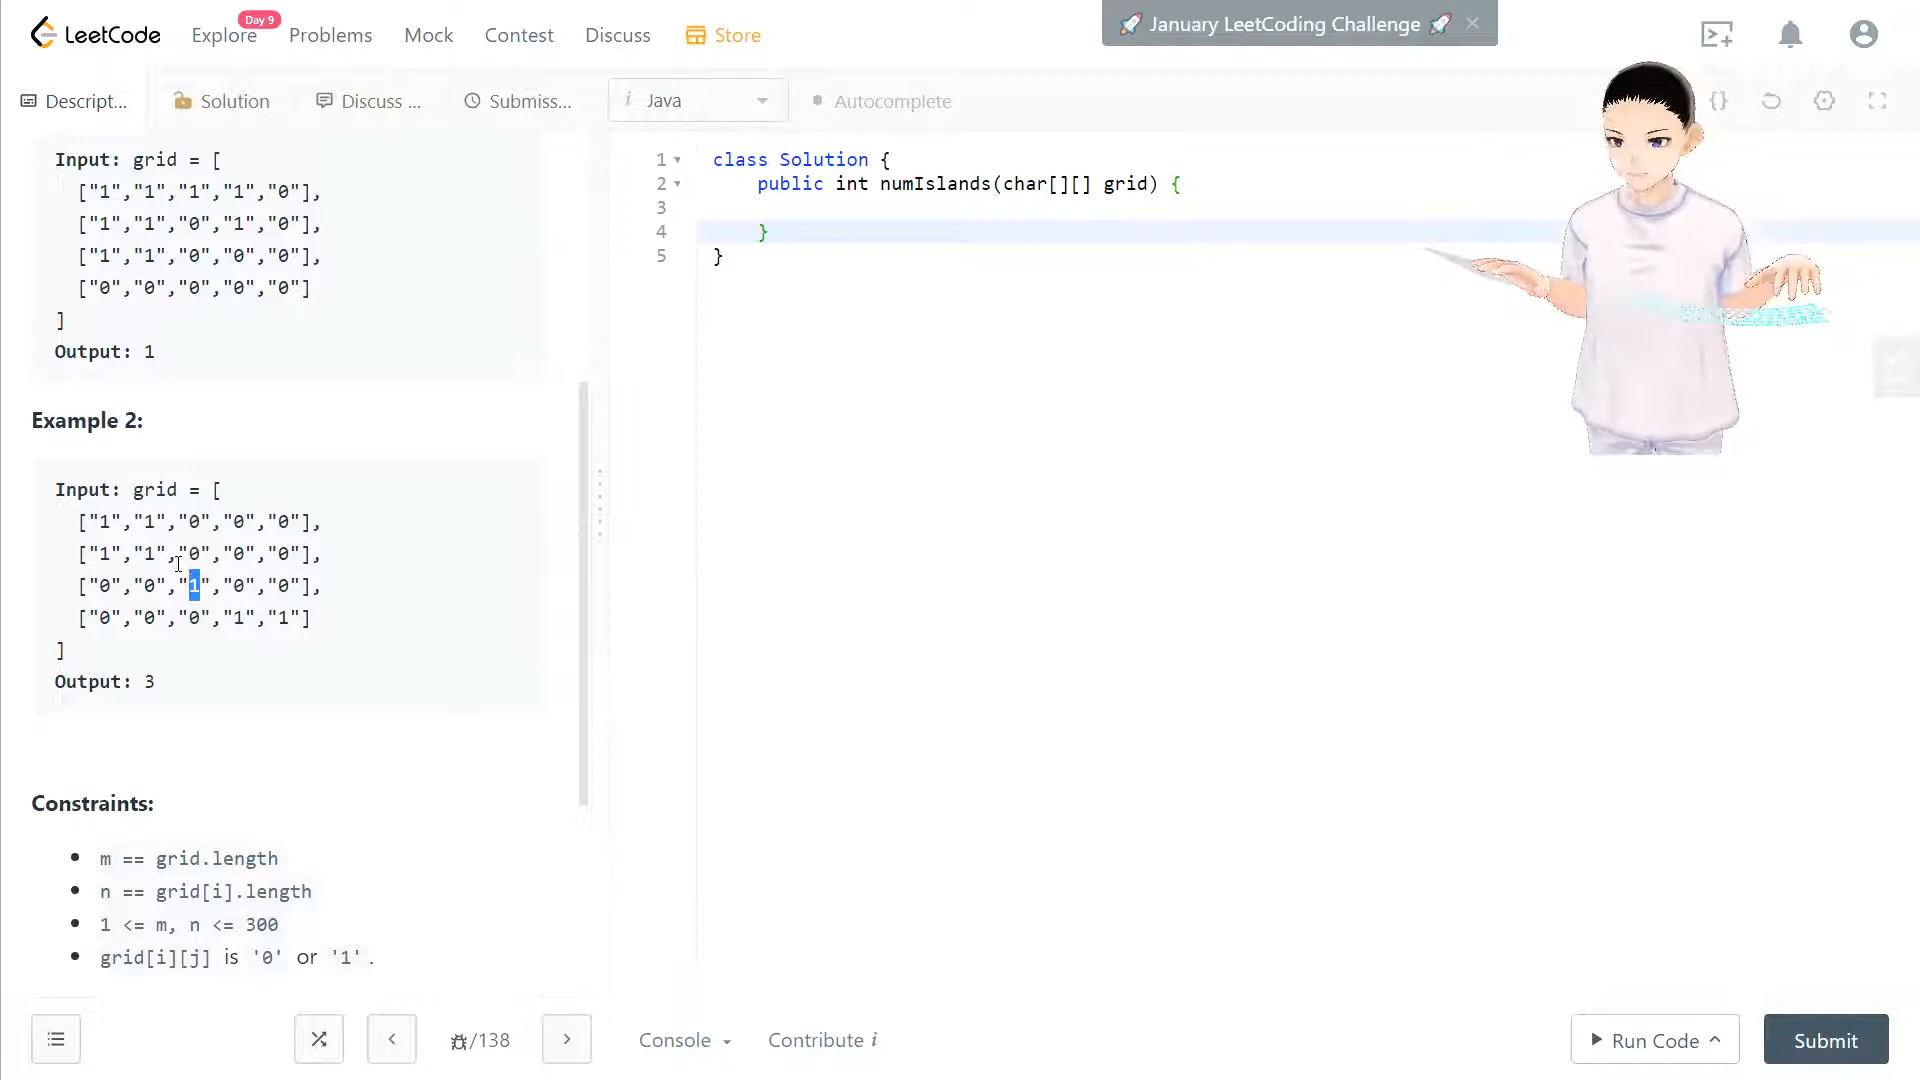 LeetCode
Explore
Day 9
Problems
Mock
Contest
Discuss
Store
🚀 January LeetCoding Challenge 🚀 ×
Descript...
Solution
Discuss ...
Submiss...
i Java
Autocomplete
{}
Input: grid = [
["1","1","1","1","0"],
["1","1","0","1","0"],
["1","1","0","0","0"],
["0","0","0","0","0"]
]
Output: 1
Example 2:
Input: grid = [
["1","1","0","0","0"],
["1","1","0","0","0"],
["0","0","1","0","0"],
["0","0","0","1","1"]
]
Output: 3
Constraints:
• m == grid.length
• n == grid[i].length
• 1 <= m, n <= 300
• grid[i][j] is '0' or '1'.
1 class Solution {
2 public int numIslands(char[][] grid) {
3
4 }
5 }
/138
Console
Contribute i
Run Code
Submit